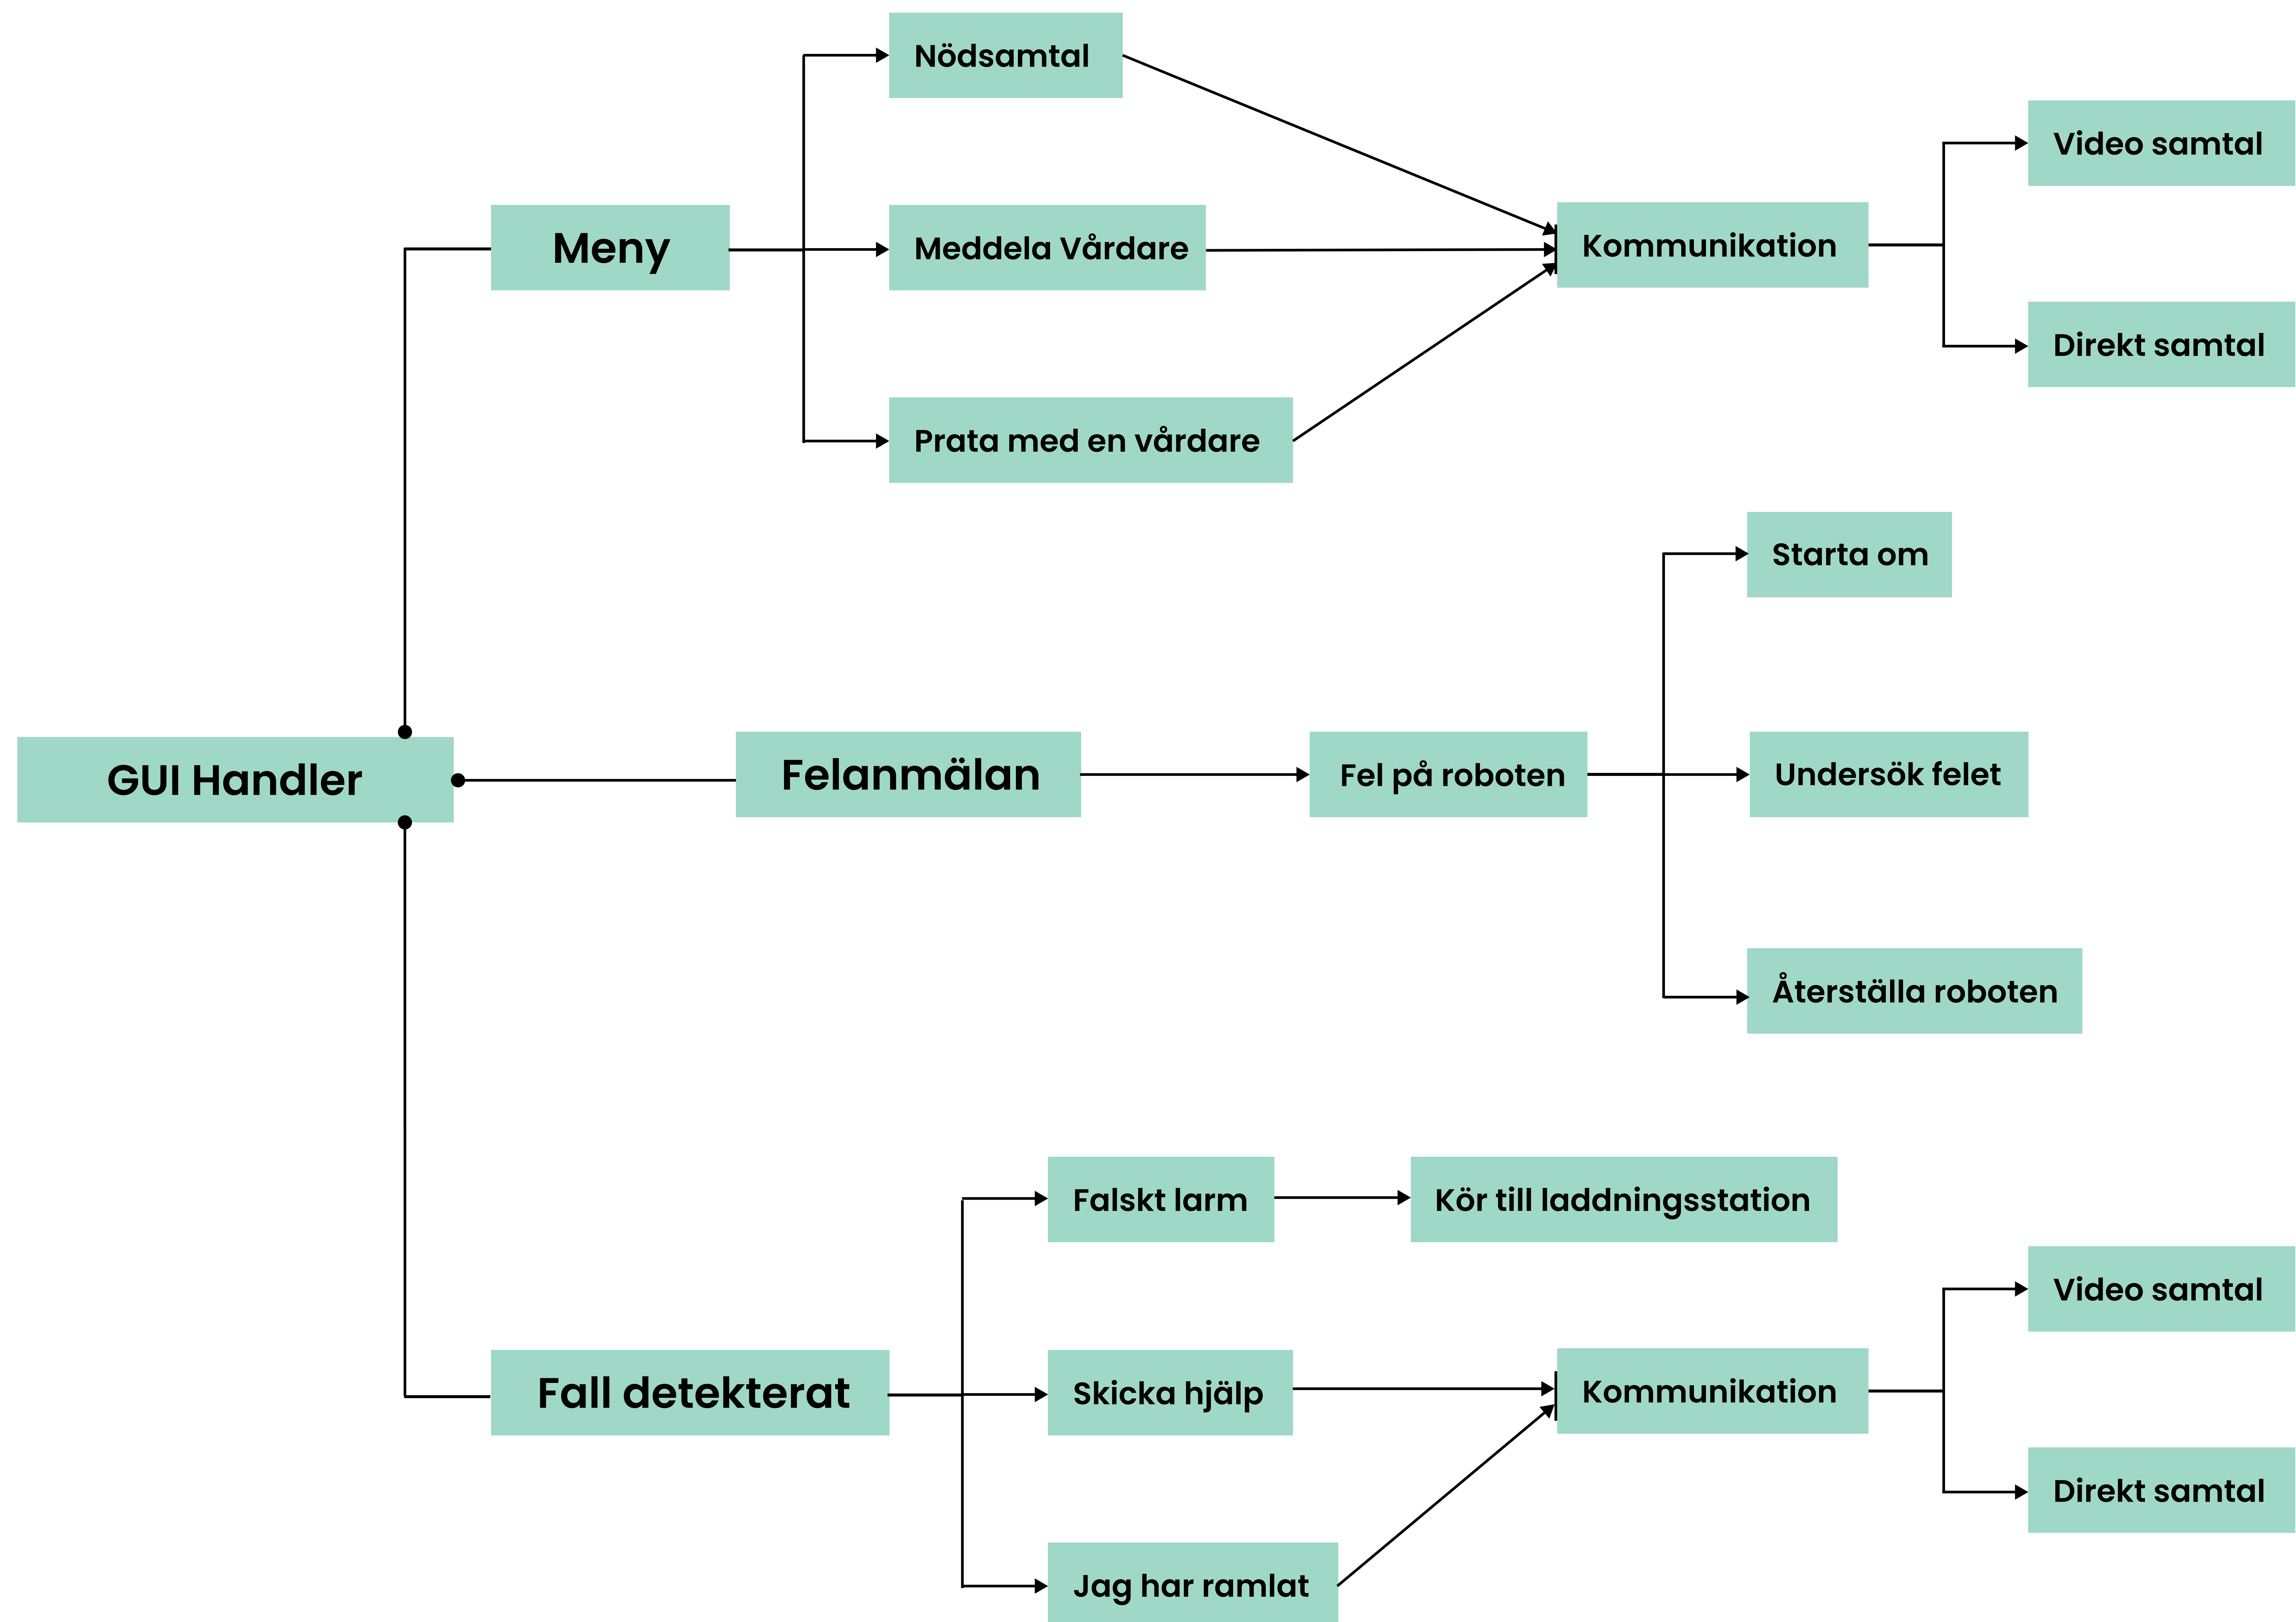 Nödsamtal
Video samtal
Meny
Meddela Vårdare
Kommunikation
Direkt samtal
Prata med en vårdare
Starta om
GUI Handler
Felanmälan
Fel på roboten
Undersök felet
Återställa roboten
Falskt larm
Kör till laddningsstation
Video samtal
Fall detekterat
Skicka hjälp
Kommunikation
Direkt samtal
Jag har ramlat